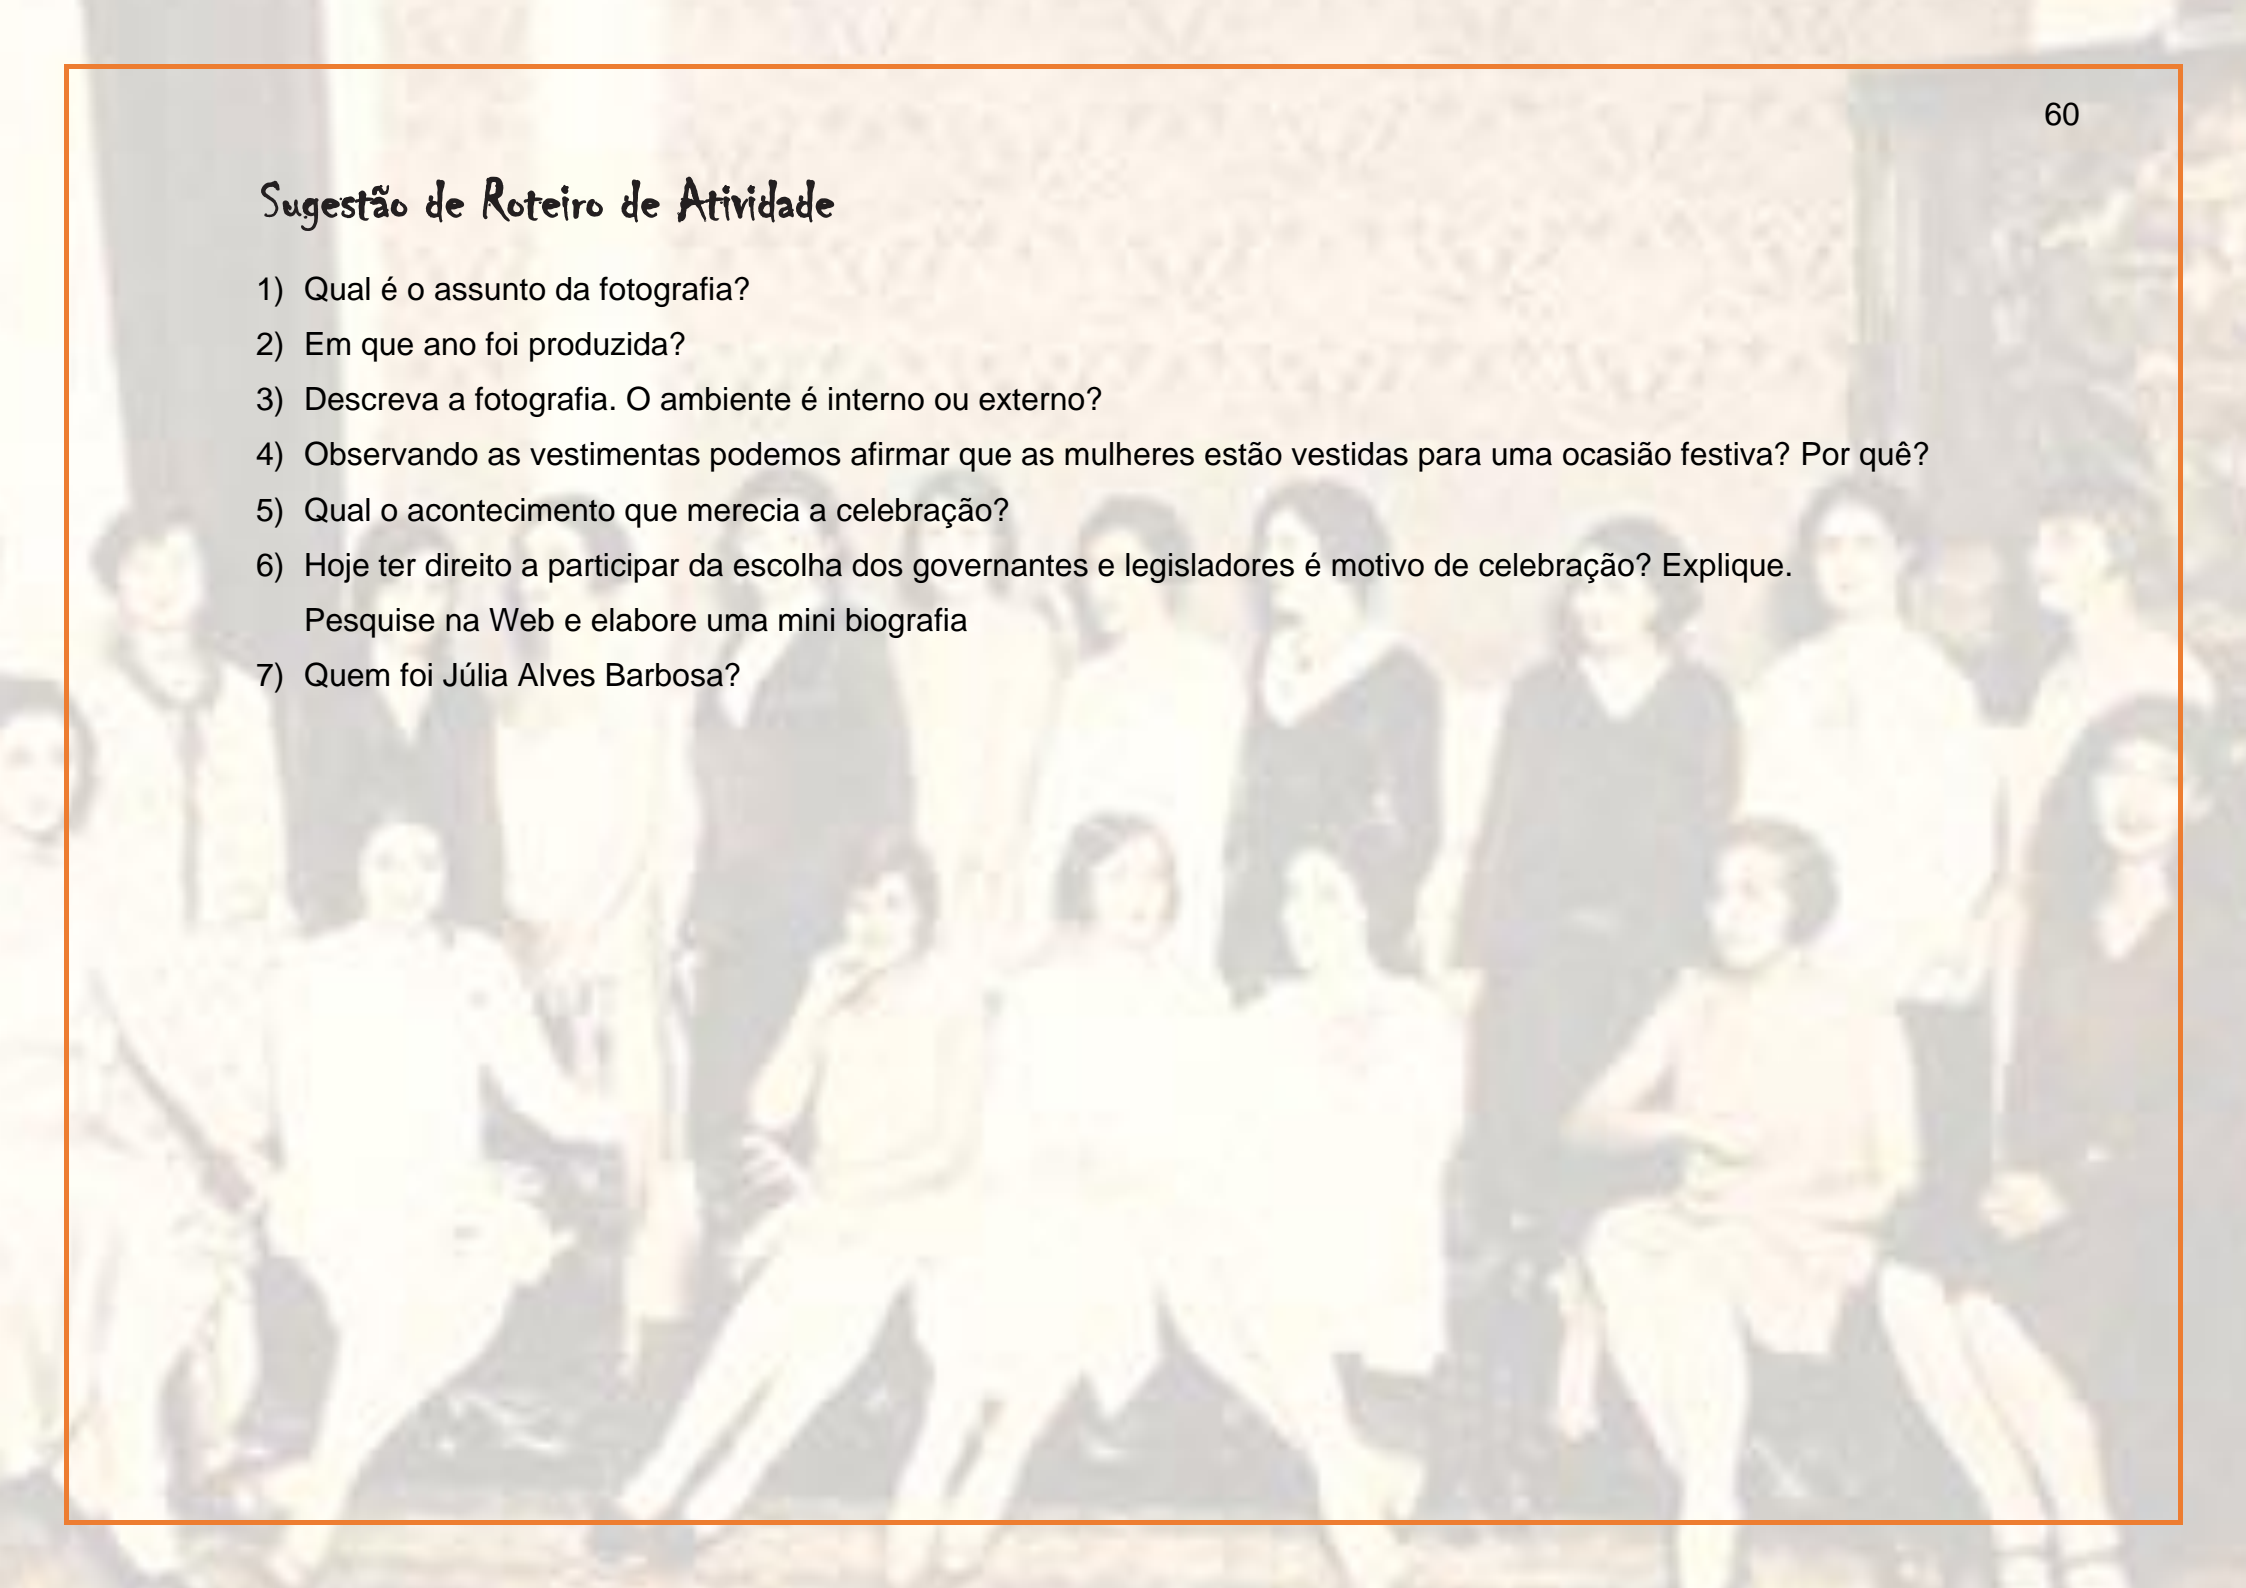 60
Sugestão de Roteiro de Atividade
1) Qual é o assunto da fotografia?
2) Em que ano foi produzida?
3) Descreva a fotografia. O ambiente é interno ou externo?
4) Observando as vestimentas podemos afirmar que as mulheres estão vestidas para uma ocasião festiva? Por quê?
5) Qual o acontecimento que merecia a celebração?
6) Hoje ter direito a participar da escolha dos governantes e legisladores é motivo de celebração? Explique.
Pesquise na Web e elabore uma mini biografia
7) Quem foi Júlia Alves Barbosa?